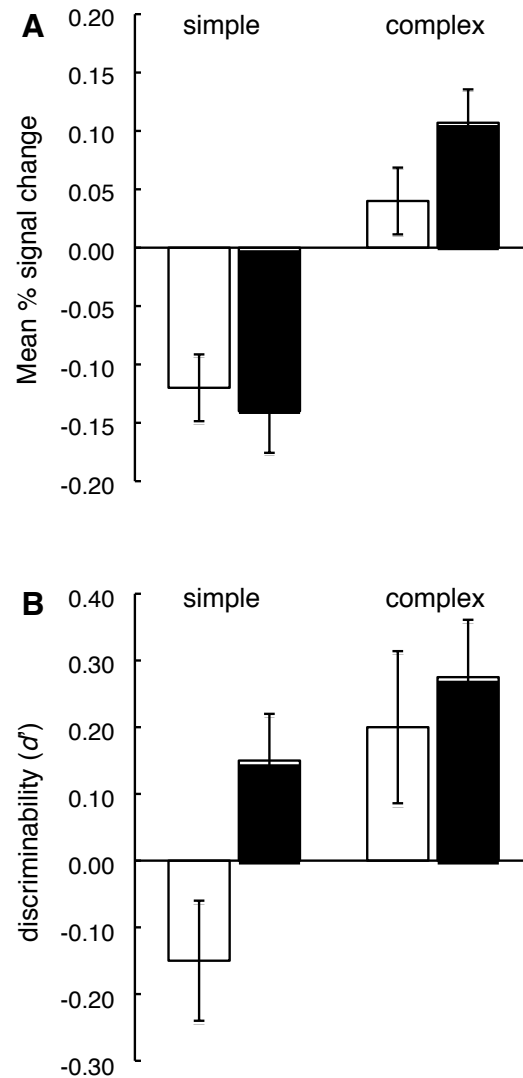 A
simple
complex
0.20
0.15
0.10
0.05
0.00
-0.05
-0.10
-0.15
-0.20
Mean % signal change
B
simple
complex
0.40
0.30
0.20
0.10
0.00
-0.10
-0.20
-0.30
discriminability (d')